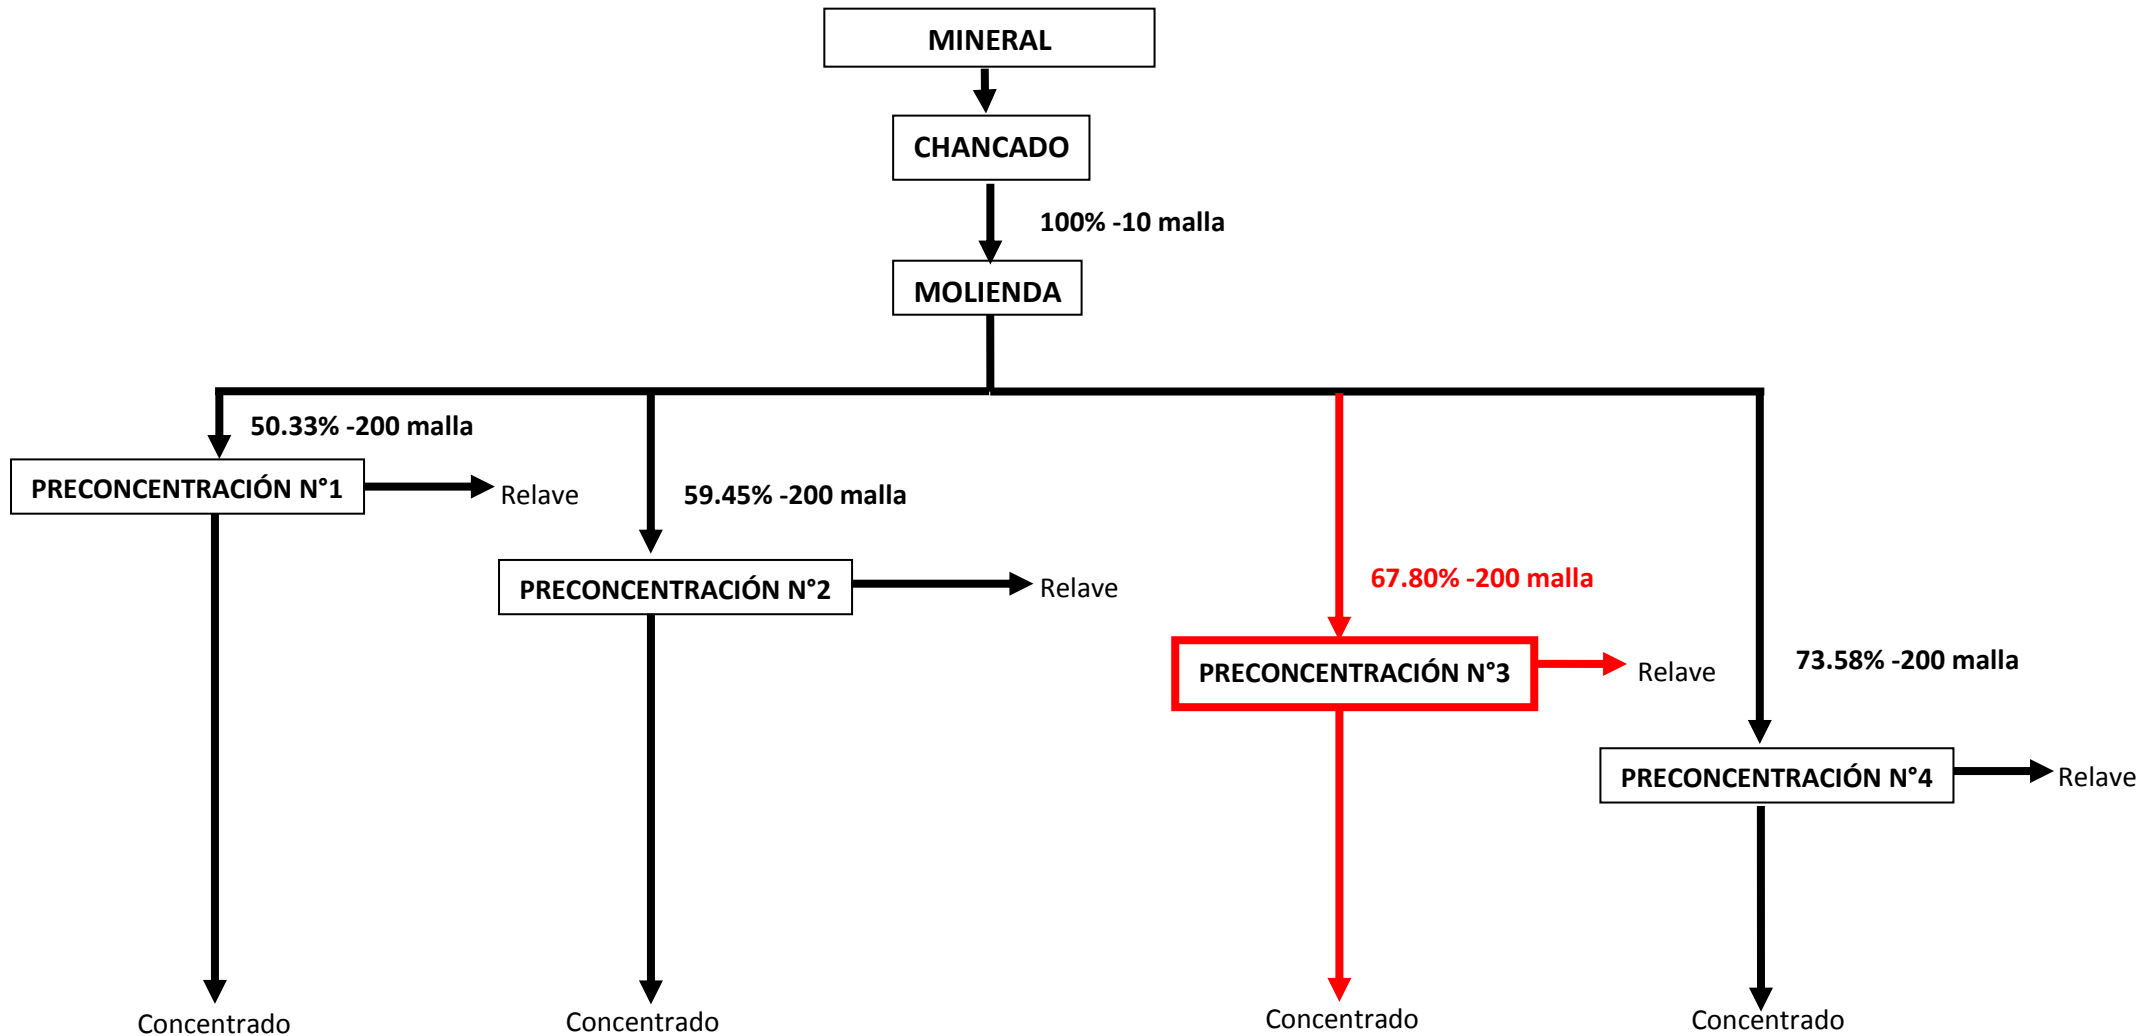 MINERAL
CHANCADO
100% -10 malla
MOLIENDA
50.33% -200 malla
PRECONCENTRACIÓN N°1
Relave
59.45% -200 malla
PRECONCENTRACIÓN N°2
Relave
67.80% -200 malla
PRECONCENTRACIÓN N°3
Relave
73.58% -200 malla
PRECONCENTRACIÓN N°4
Relave
Concentrado
Concentrado
Concentrado
Concentrado